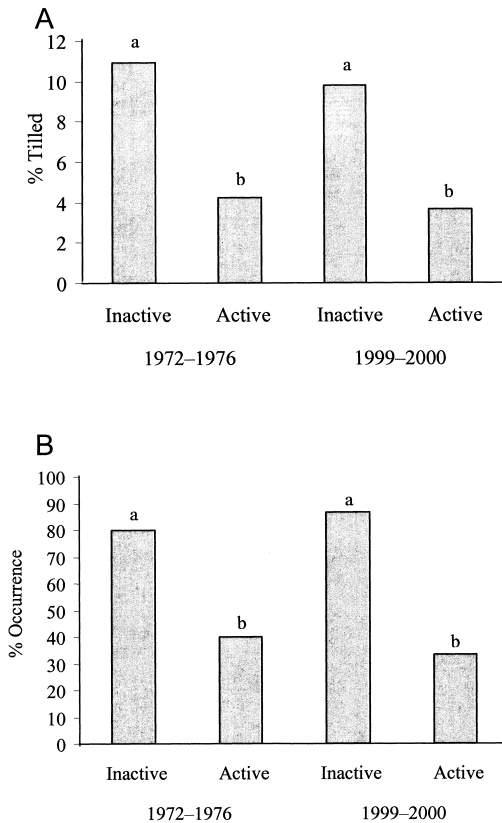 A
12
a
a
10
8
% Tilled
6
b
b
4
2
0
Inactive Active Inactive Active
1972–1976 1999–2000
B
100
90
a
a
80
70
60
% Occurrence
50
b
b
40
30
20
10
0
Inactive Active Inactive Active
1972–1976 1999–2000